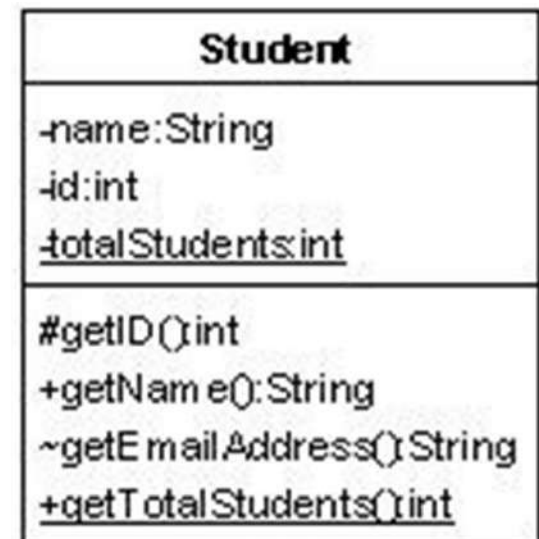 Student
-name:String
-id:int
-totalStudents:int
#getID():int
+getName():String
~getEmailAddress():String
+getTotalStudents():int